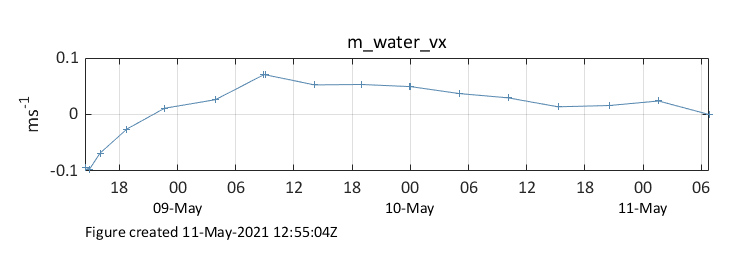 m_water_vx
0.1
0
-0.1
ms-1
18 00 06 12 18 00 06 12 18 00 06
09-May 10-May 11-May
Figure created 11-May-2021 12:55:04Z